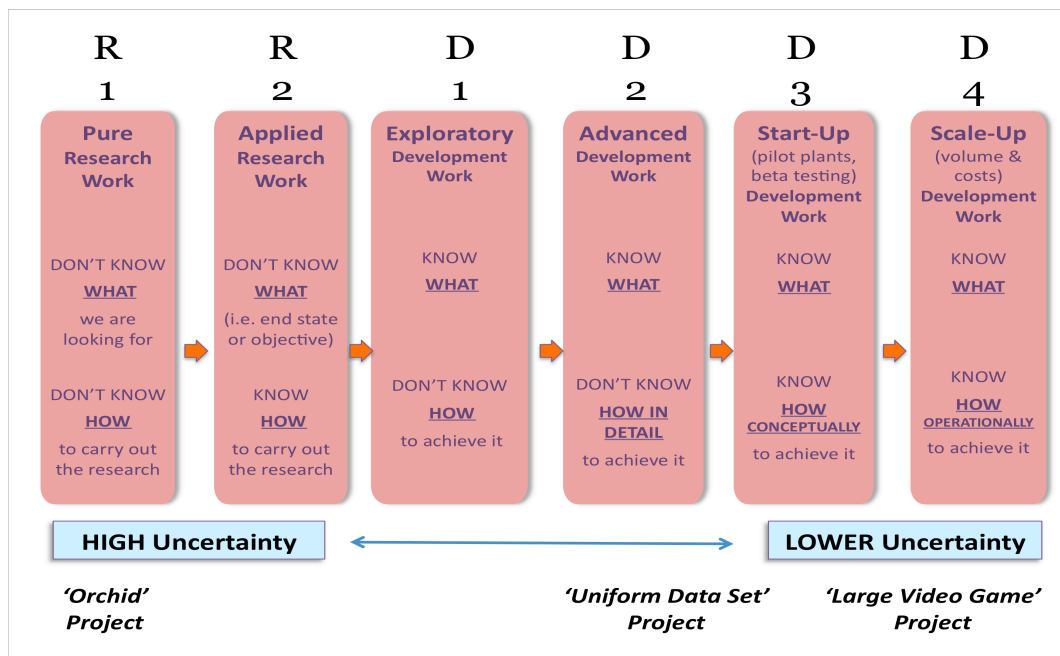 R
1
R
2
D
1
D
2
D
3
D
4
Pure
Research
Work
DON’T KNOW
WHAT
we are
looking for
DON’T KNOW
HOW
to carry out
the research
Applied
Research
Work
DON’T KNOW
WHAT
(i.e. end state
or objective)
KNOW
HOW
to carry out
the research
Exploratory
Development
Work
KNOW
WHAT
DON’T KNOW
HOW
to achieve it
Advanced
Development
Work
KNOW
WHAT
DON’T KNOW
HOW IN
DETAIL
to achieve it
Start-Up
(pilot plants,
beta testing)
Development
Work
KNOW
WHAT
KNOW
HOW
CONCEPTUALLY
to achieve it
Scale-Up
(volume &
costs)
Development
Work
KNOW
WHAT
KNOW
HOW
OPERATIONALLY
to achieve it
HIGH Uncertainty
LOWER Uncertainty
‘Orchid’
Project
‘Uniform Data Set’
Project
‘Large Video Game’
Project